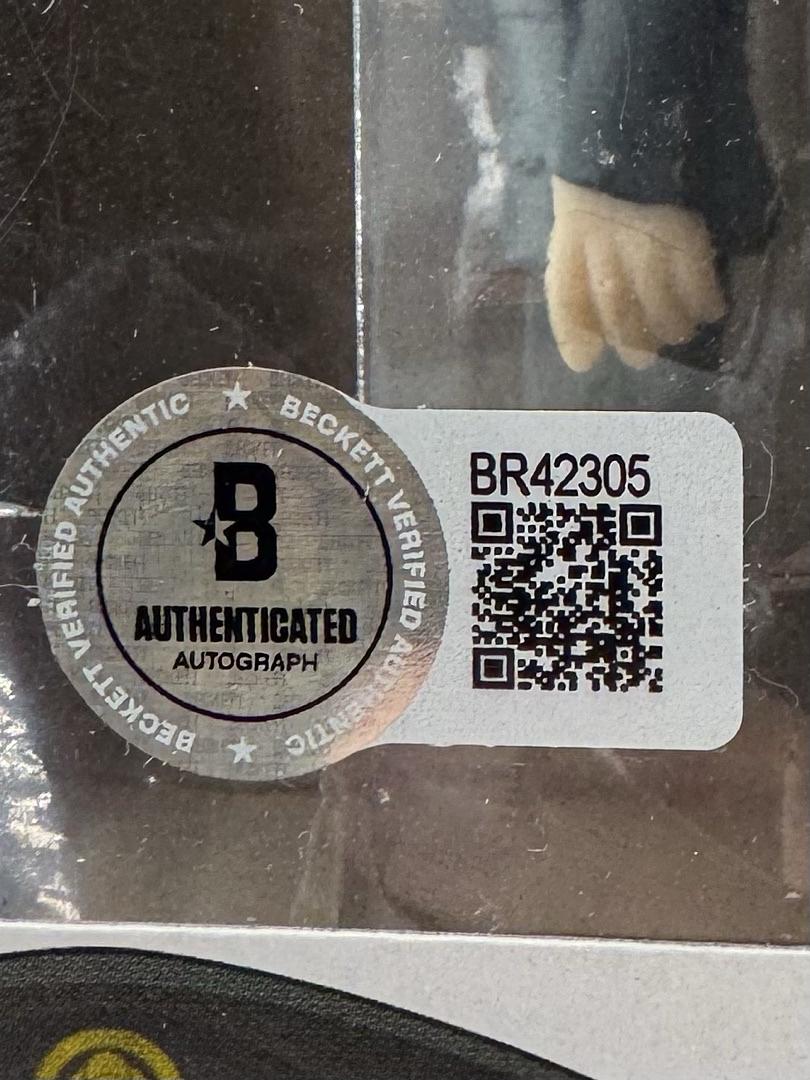 BECKETT VERIFIED AUTHENTIC
BECKETT VERIFIED AUTHENTIC
B
AUTHENTICATED
AUTOGRAPH
BR42305